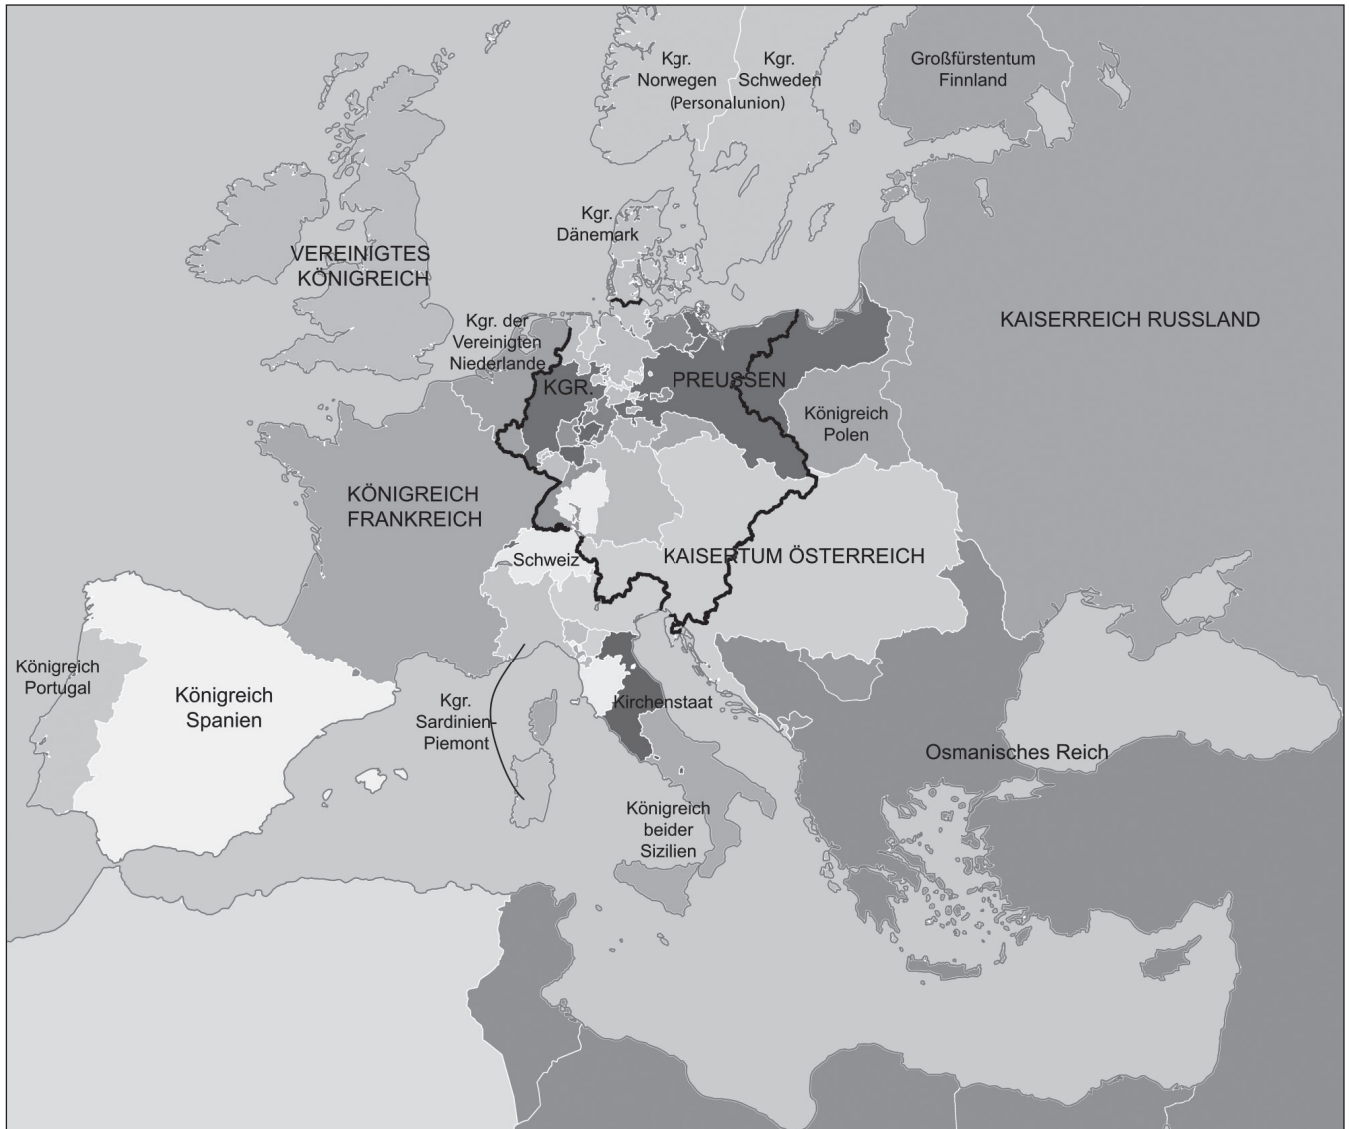 Kgr.
Norwegen
Kgr.
Schweden
(Personalunion)
Großfürstentum
Finnland
Kgr.
Dänemark
VEREINIGTES
KÖNIGREICH
Kgr. der
Vereinigten
Niederlande
KAISERREICH RUSSLAND
KGR.
PREUSSEN
Königreich
Polen
KÖNIGREICH
FRANKREICH
Schweiz
KAISERTUM ÖSTERREICH
Königreich
Portugal
Königreich
Spanien
Kgr.
Sardinien-
Piemont
Kirchenstaat
Osmanisches Reich
Königreich
beider
Sizilien